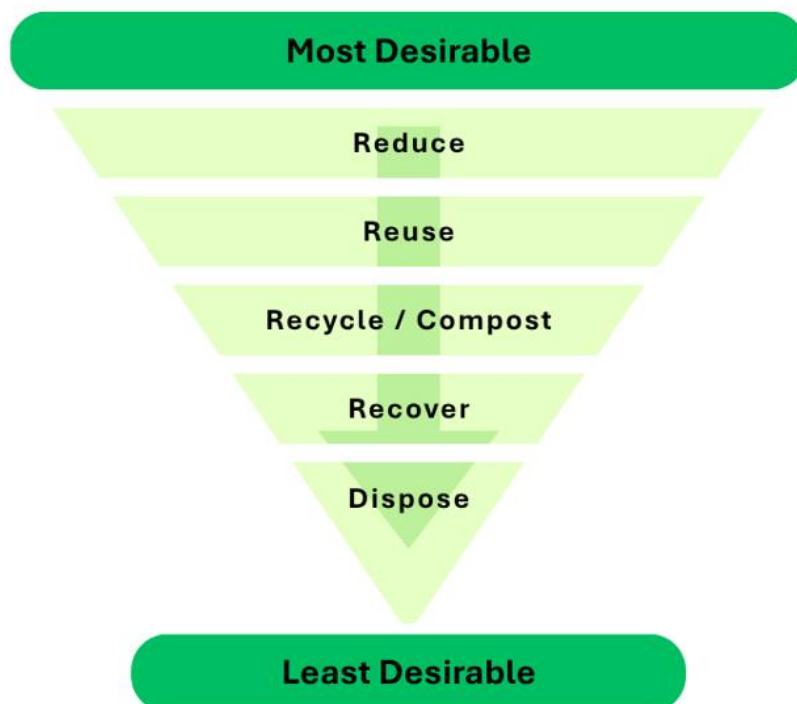 Most Desirable
Reduce
Reuse
Recycle / Compost
Recover
Dispose
Least Desirable